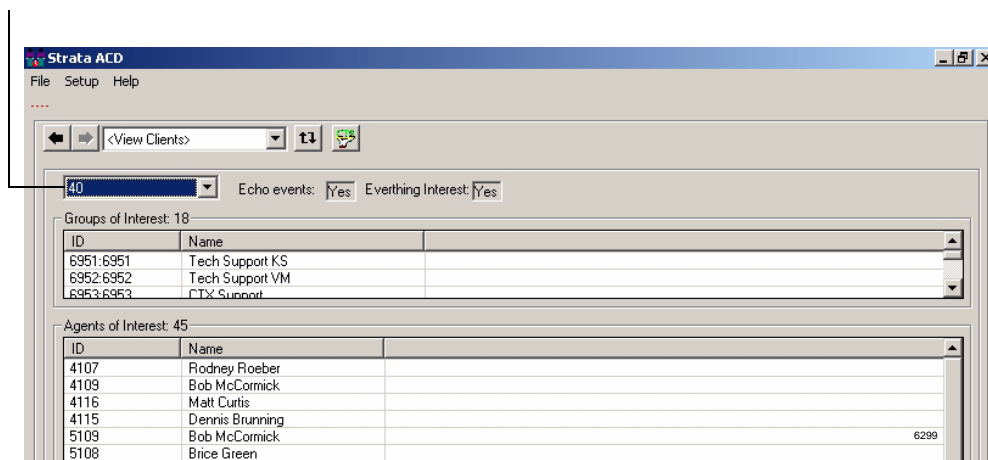 Strata ACD
File Setup Help
<View Clients>
40 Echo events: Yes Everthing Interest: Yes
Groups of Interest: 18
ID Name
6951:6951 Tech Support KS
6952:6952 Tech Support VM
6953:6953 CTX Support
Agents of Interest: 45
ID Name
4107 Rodney Roeber
4109 Bob McCormick
4116 Matt Curtis
4115 Dennis Brunning
5109 Bob McCormick 6299
5108 Brice Green